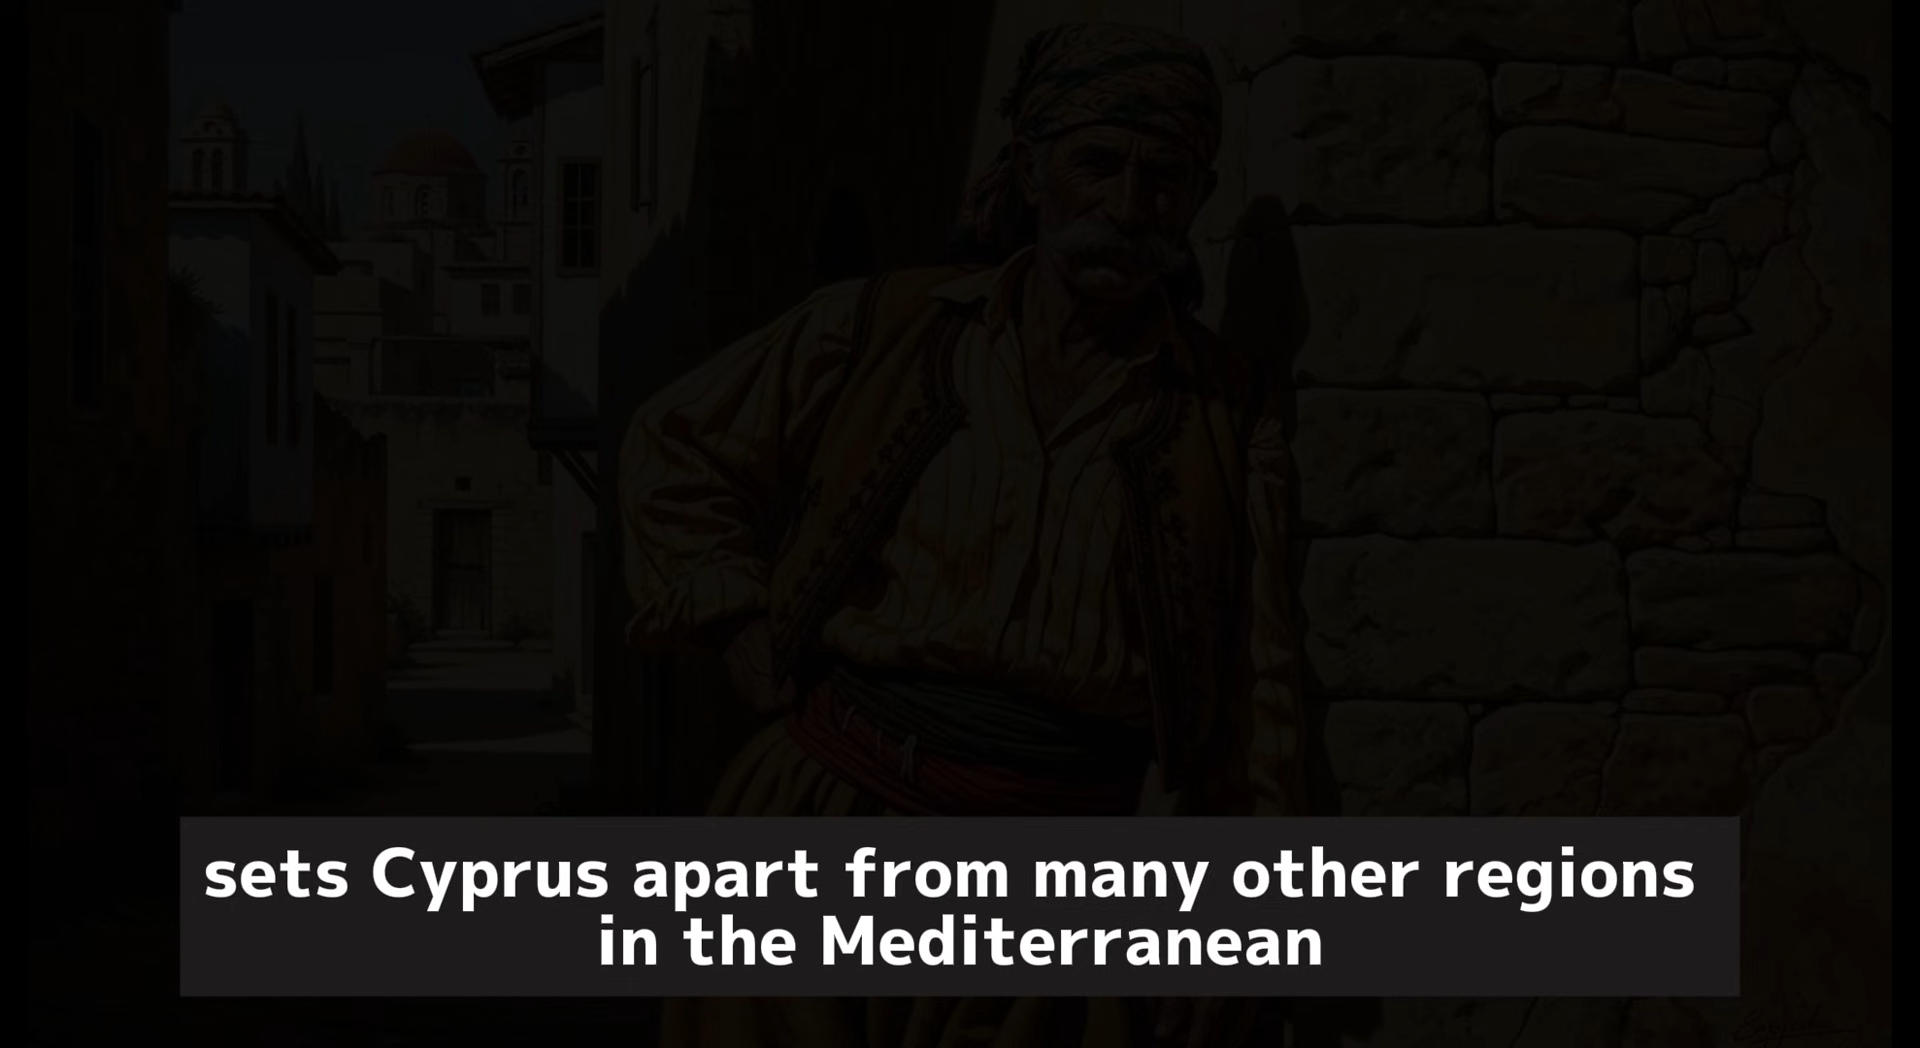 sets Cyprus apart from many other regions
in the Mediterranean